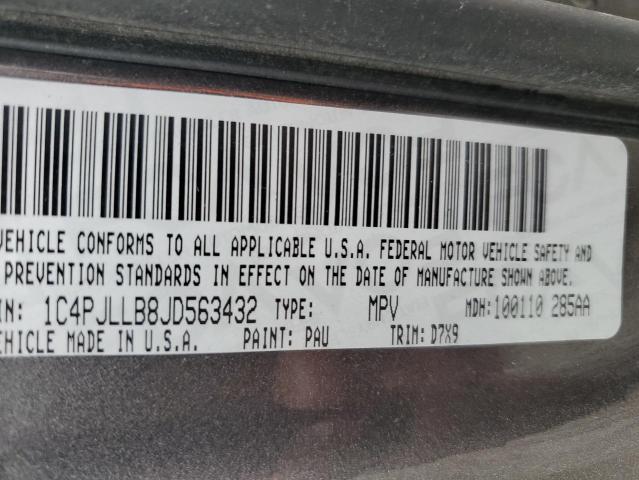 VEHICLE CONFORMS TO ALL APPLICABLE U.S.A. FEDERAL MOTOR VEHICLE SAFETY AND
PREVENTION STANDARDS IN EFFECT ON THE DATE OF MANUFACTURE SHOWN ABOVE.
IN: 1C4PJLLB8JD563432 TYPE: MPV MDH: 100110 285AA
EHICLE MADE IN U.S.A. PAINT: PAU TRIM: D7X9